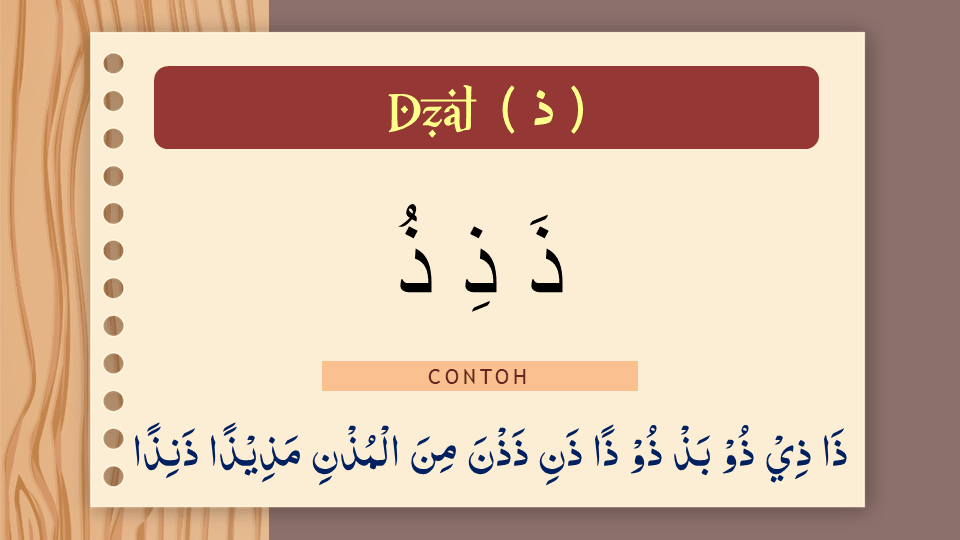 Dzal ( ذ )
ذَ ذِ ذُ
CONTOH
ذَا ذِيْ ذُوْ بَذْ ذُوْ ذًا ذَنِ ذَذْنَ مِنَ الْمُذْنِ مَذِيْذًا ذَنِذًا